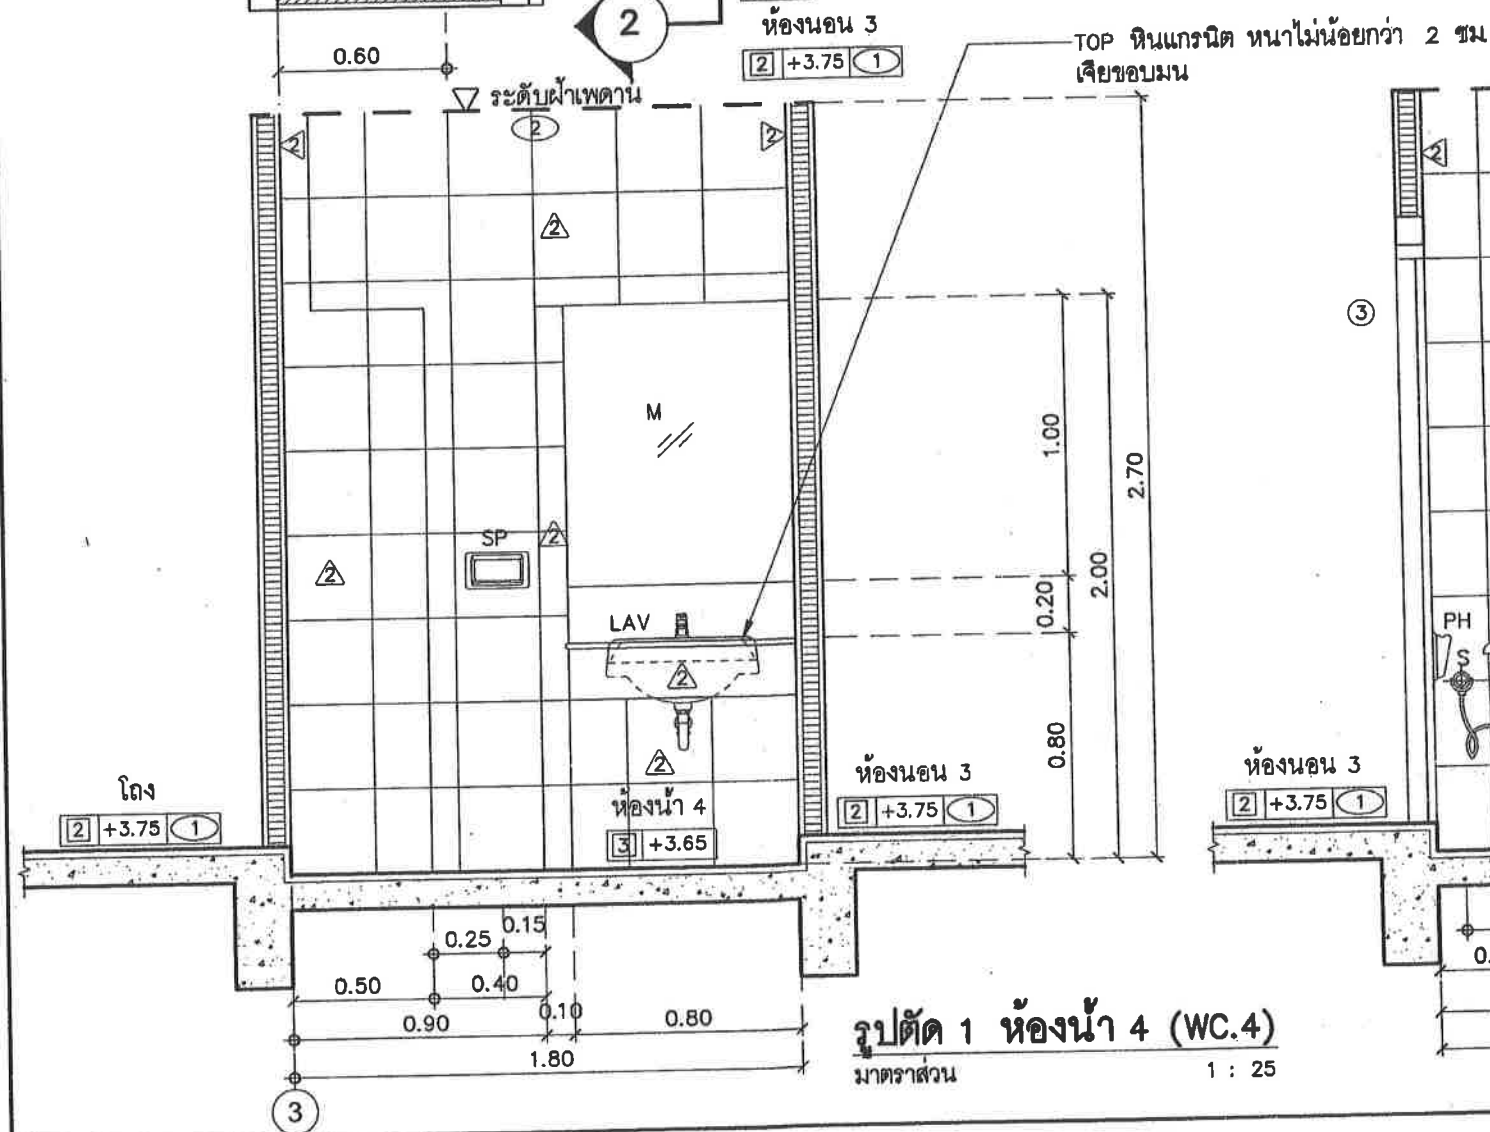 2
0.60
ห้องนอน 3
2 +3.75 1
TOP หินแกรนิต หนาไม่น้อยกว่า 2 ซม.
เจียขอบมน
ระดับฝ้าเพดาน
2
2
2
2
2
3
M
1.00
2.70
2.00
0.20
0.80
SP
2
2
LAV
2
2
PH
S
โถง
2 +3.75 1
ห้องน้ำ 4
3 +3.65
ห้องนอน 3
2 +3.75 1
ห้องนอน 3
2 +3.75 1
0.25
0.15
0.50
0.40
0.90
0.10
0.80
1.80
3
รูปตัด 1 ห้องน้ำ 4 (WC.4)
มาตราส่วน 1 : 25